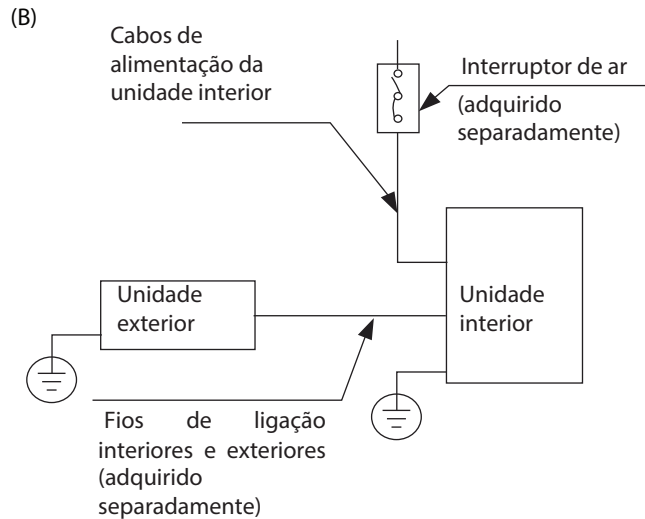 (B)
Cabos de
alimentação da
unidade interior
Interruptor de ar
(adquirido
separadamente)
Unidade
exterior
Unidade
interior
Fios de ligação
interiores e exteriores
(adquirido
separadamente)